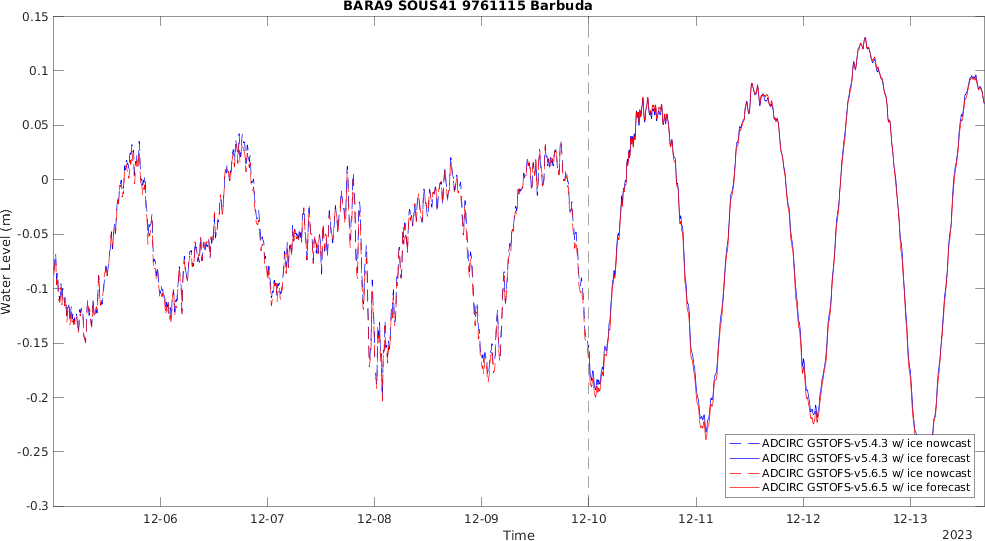 BARA9 SOUS41 9761115 Barbuda
0.15
0.1
0.05
0
-0.05
-0.1
-0.15
-0.2
-0.25
-0.3
Water Level (m)
ADCIRC GSTOFS-v5.4.3 w/ ice nowcast
ADCIRC GSTOFS-v5.4.3 w/ ice forecast
ADCIRC GSTOFS-v5.6.5 w/ ice nowcast
ADCIRC GSTOFS-v5.6.5 w/ ice forecast
12-06 12-07 12-08 12-09 12-10 12-11 12-12 12-13
Time
2023